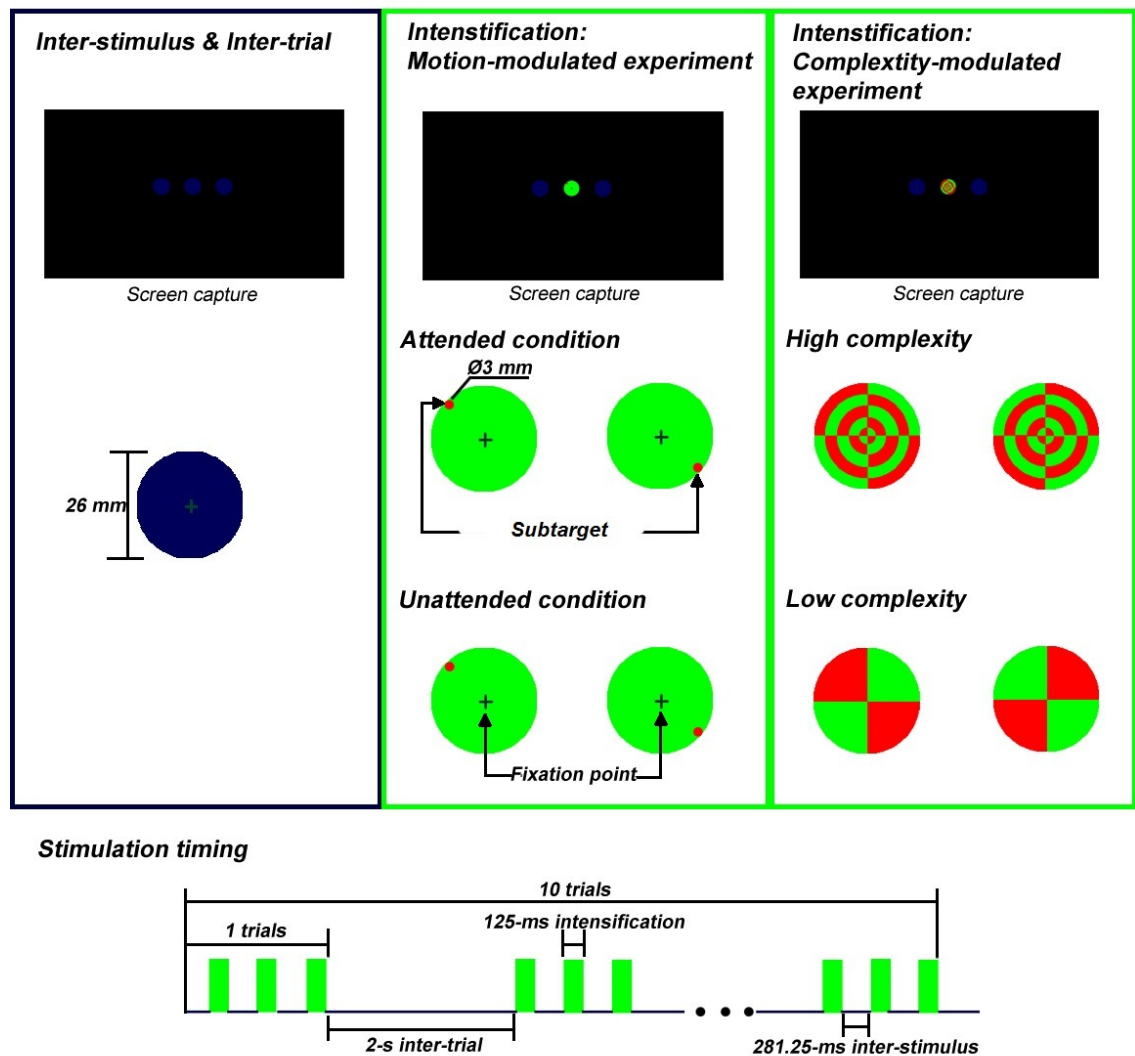 Inter-stimulus & Inter-trial
Screen capture
26 mm
Intenstification:
Motion-modulated experiment
Screen capture
Attended condition
Ø3 mm
Subtarget
Unattended condition
Fixation point
Intenstification:
Complextity-modulated
experiment
Screen capture
High complexity
Low complexity
Stimulation timing
10 trials
1 trials
125-ms intensification
2-s inter-trial
281.25-ms inter-stimulus